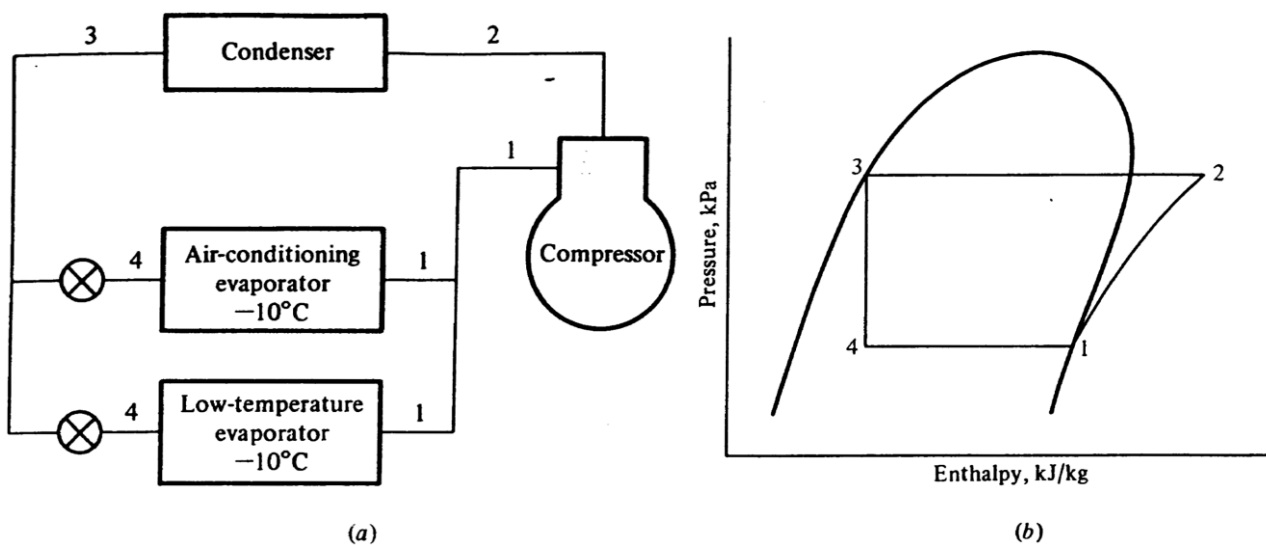 3
Condenser
2
1
4
Air-conditioning
evaporator
−10°C
1
Compressor
4
Low-temperature
evaporator
−10°C
1
(a)
Pressure, kPa
3
2
4
1
Enthalpy, kJ/kg
(b)